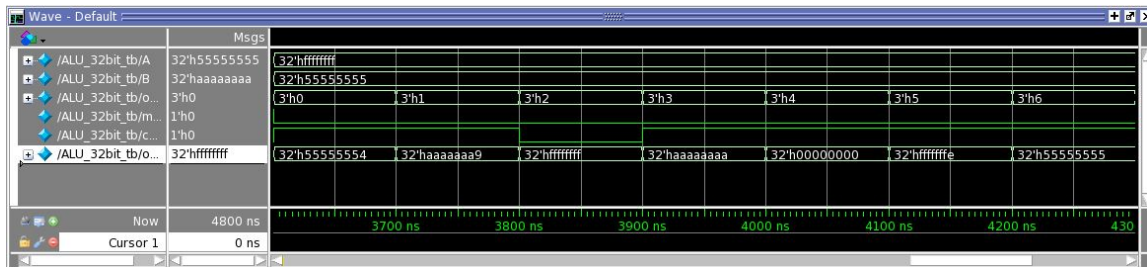 Wave - Default
Msgs
/ALU_32bit_tb/A 32'h55555555 32'hffffffff
/ALU_32bit_tb/B 32'haaaaaaaa 32'h55555555
/ALU_32bit_tb/o... 3'h0 3'h0 3'h1 3'h2 3'h3 3'h4 3'h5 3'h6
/ALU_32bit_tb/m... 1'h0
/ALU_32bit_tb/c... 1'h0
/ALU_32bit_tb/o... 32'hffffffff 32'h55555554 32'haaaaaaa9 32'hffffffff 32'haaaaaaaa 32'h00000000 32'hfffffffe 32'h55555555
Now 4800 ns 3700 ns 3800 ns 3900 ns 4000 ns 4100 ns 4200 ns 430
Cursor 1 0 ns